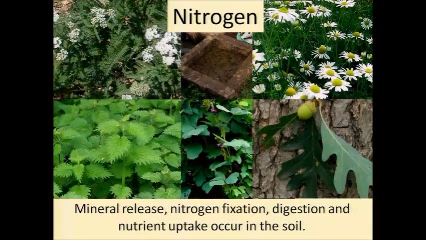 Nitrogen
Mineral release, nitrogen fixation, digestion and
nutrient uptake occur in the soil.